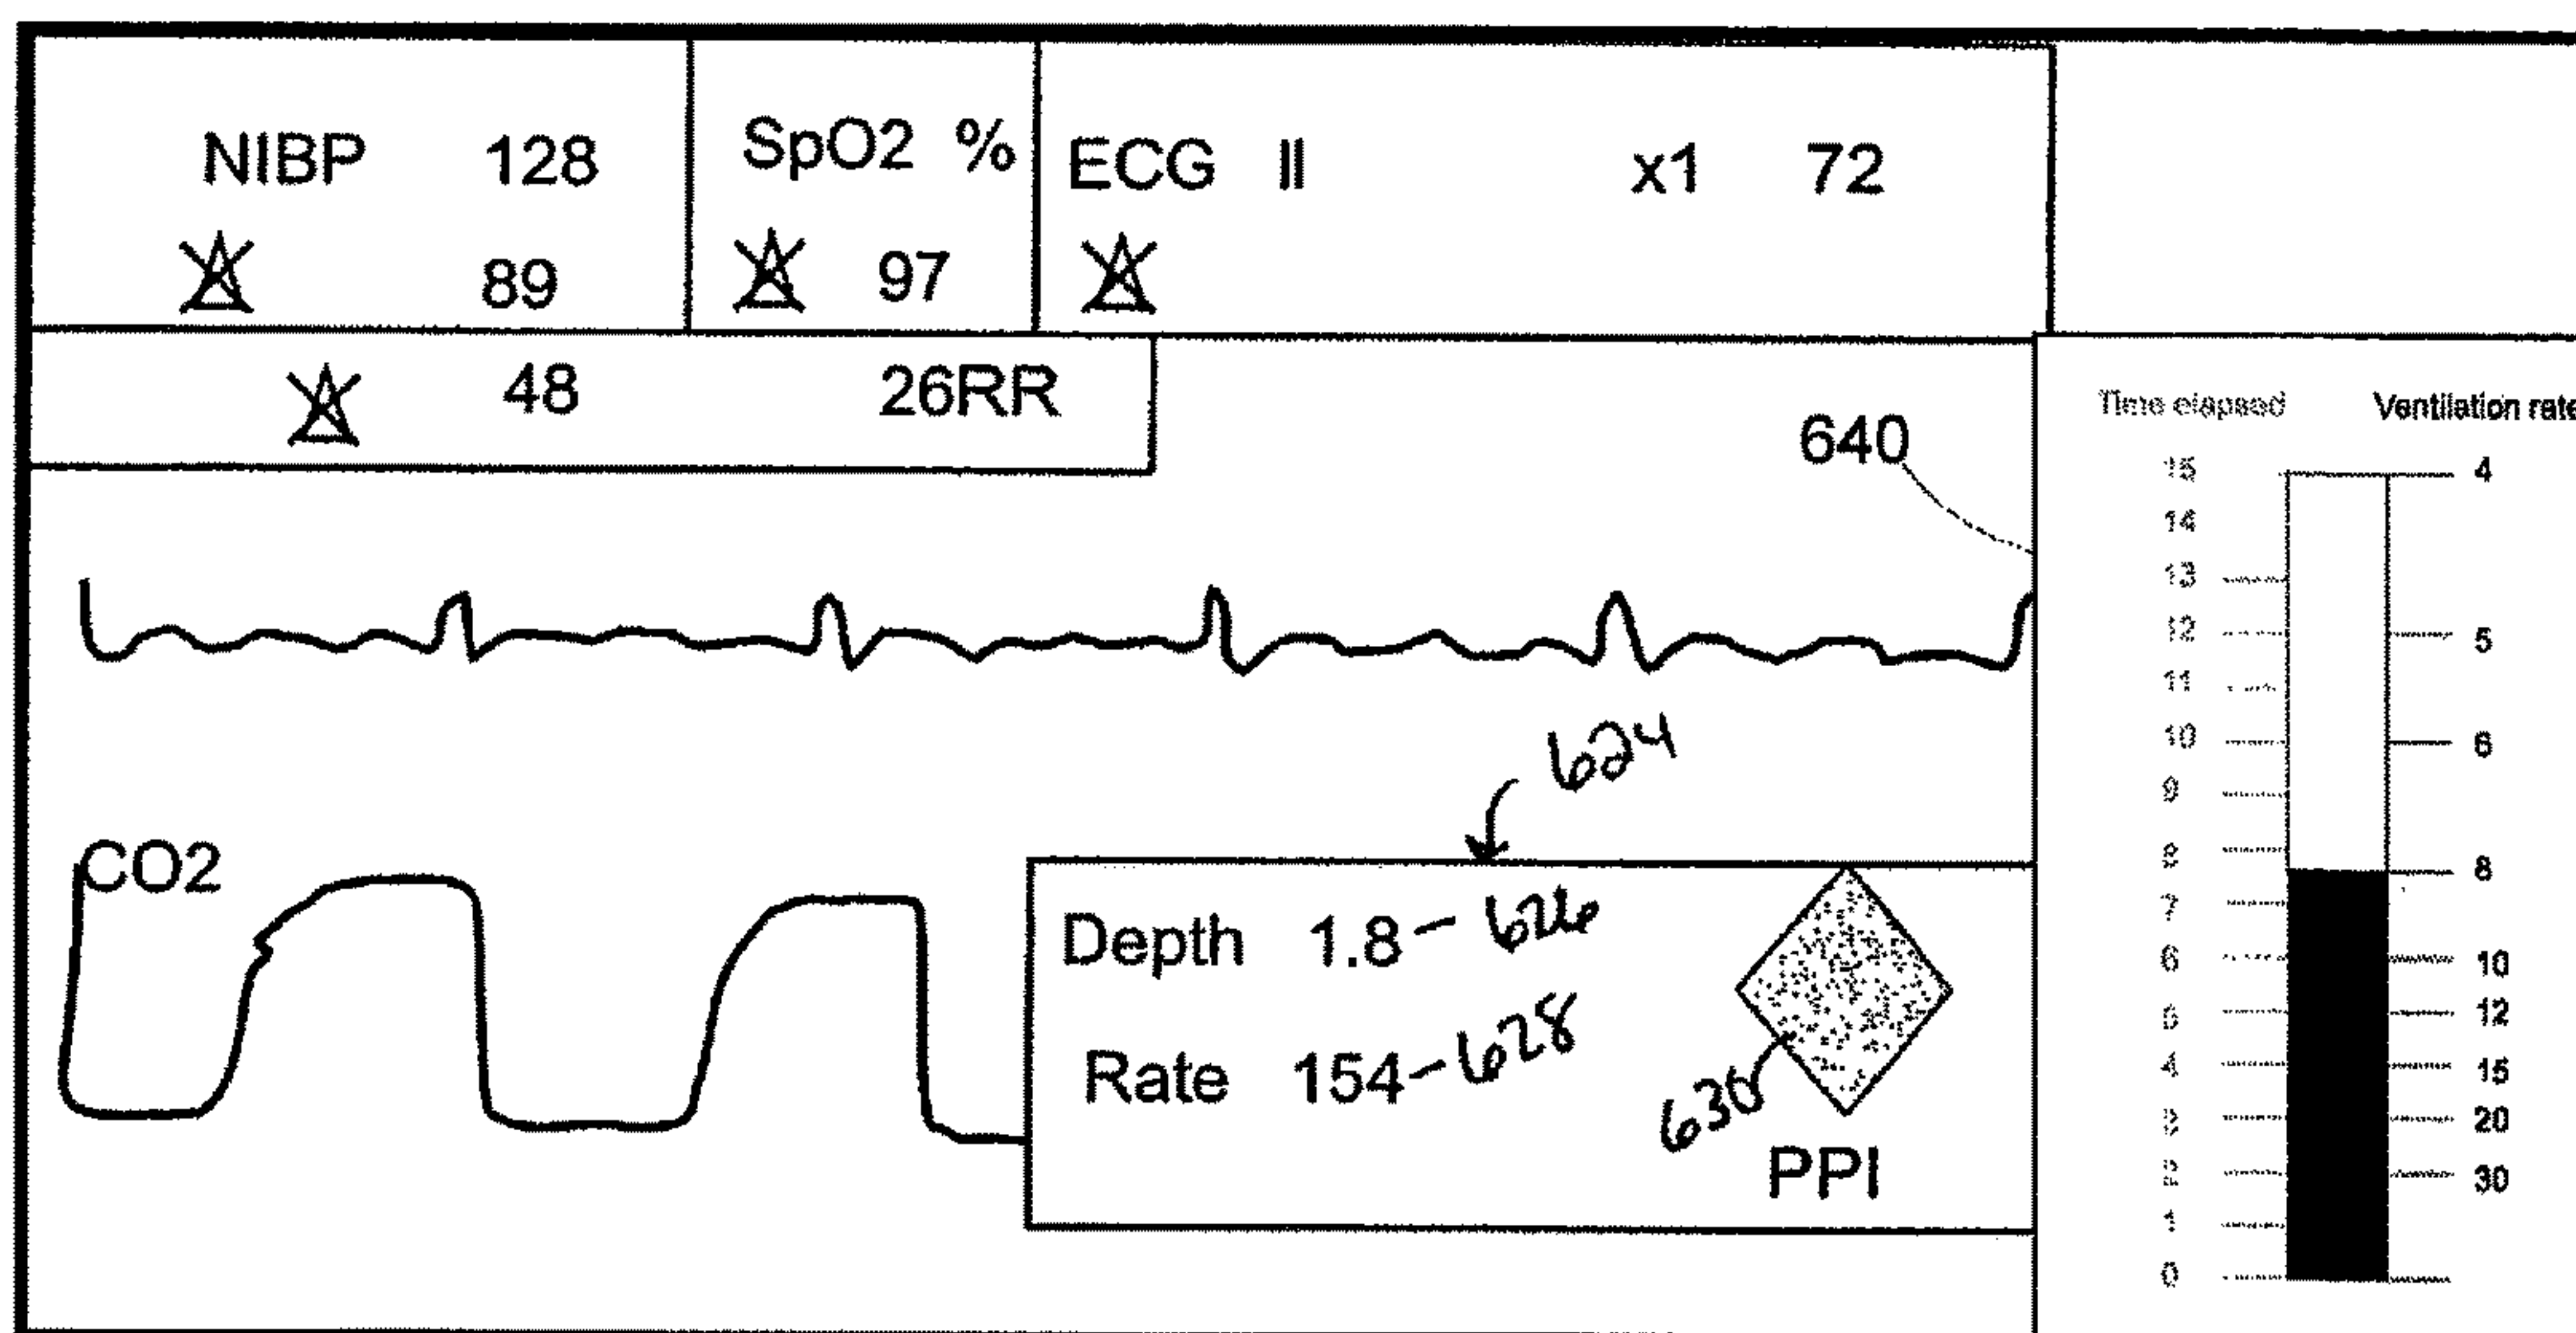 NIBP 128
89
SpO2 %
97
ECG II x1 72
48 26RR
640
Time elapsed Ventilation rate
15 4
14
13
12 5
11
10 6
9
8 8
7
6 10
5 12
4 15
3 20
2 30
1
0
624
CO2
Depth 1.8 - 626
Rate 154 - 628
630
PPI